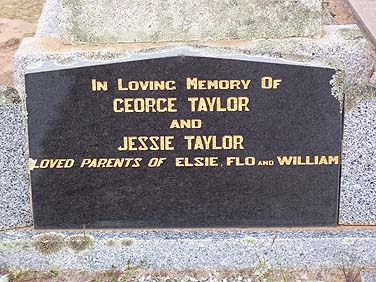 In Loving Memory Of
GEORGE TAYLOR
AND
JESSIE TAYLOR
LOVED PARENTS OF ELSIE, FLO AND WILLIAM